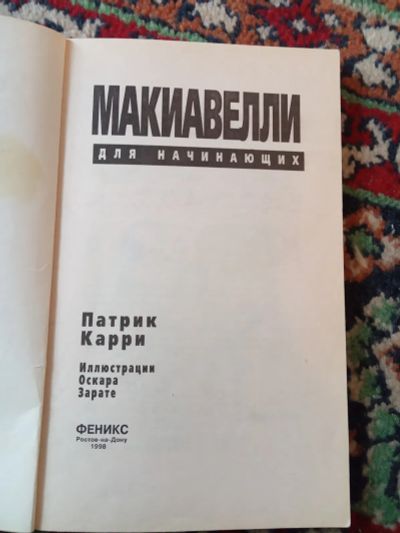 МАКИАВЕЛЛИ
ДЛЯ НАЧИНАЮЩИХ
Патрик
Карри
Иллюстрации
Оскара
Зарате
ФЕНИКС
Ростов-на-Дону
1998